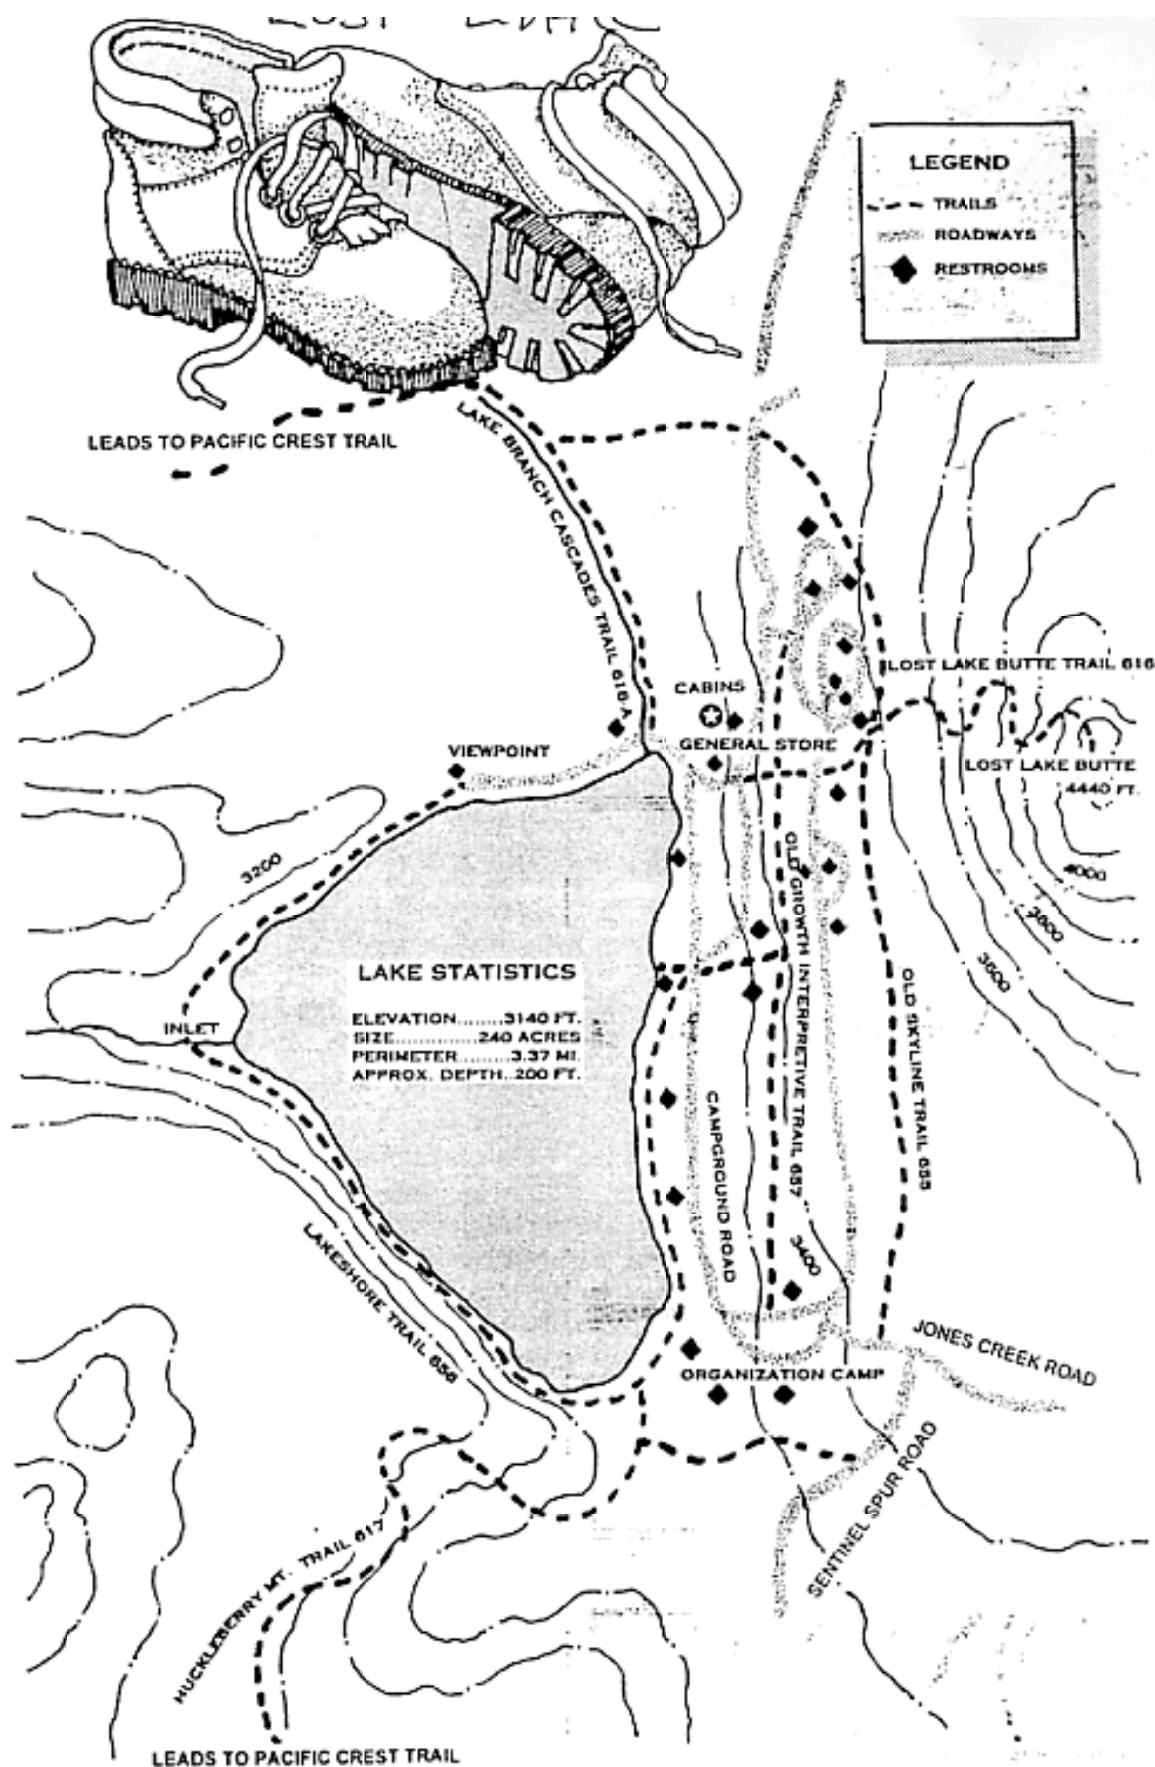 LEGEND
TRAILS
ROADWAYS
RESTROOMS
LEADS TO PACIFIC CREST TRAIL
LAKE BRANCH CASCADES TRAIL 616-A
LOST LAKE BUTTE TRAIL 616
CABINS
GENERAL STORE
VIEWPOINT
LOST LAKE BUTTE
4440 FT.
3200
4000
3800
3600
OLD GROWTH INTERPRETIVE TRAIL 657
OLD SKYLINE TRAIL 655
LAKE STATISTICS
ELEVATION........3140 FT.
SIZE...............240 ACRES
PERIMETER.........3.37 MI.
APPROX. DEPTH..200 FT.
INLET
CAMPGROUND ROAD
3400
LAKESHORE TRAIL 656
JONES CREEK ROAD
ORGANIZATION CAMP
SENTINEL SPUR ROAD
HUCKLEBERRY MT. TRAIL 617
LEADS TO PACIFIC CREST TRAIL